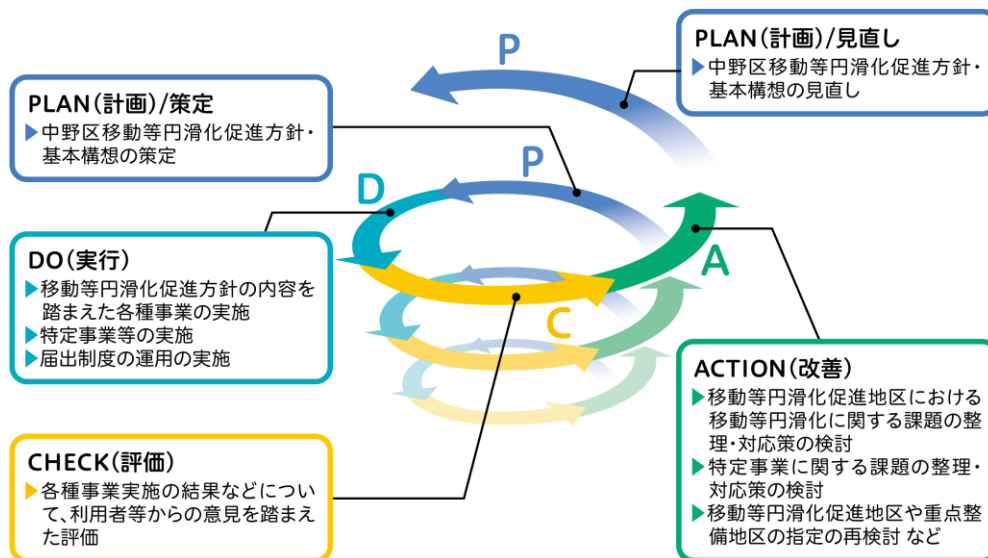 P
PLAN(計画)/見直し
▶中野区移動等円滑化促進方針・
基本構想の見直し
PLAN(計画)/策定
▶中野区移動等円滑化促進方針・
基本構想の策定
P
D
A
C
DO(実行)
▶移動等円滑化促進方針の内容を
踏まえた各種事業の実施
▶特定事業等の実施
▶届出制度の運用の実施
CHECK(評価)
▶各種事業実施の結果などについ
て、利用者等からの意見を踏まえ
た評価
ACTION(改善)
▶移動等円滑化促進地区における
移動等円滑化に関する課題の整
理・対応策の検討
▶特定事業に関する課題の整理・
対応策の検討
▶移動等円滑化促進地区や重点整
備地区の指定の再検討 など